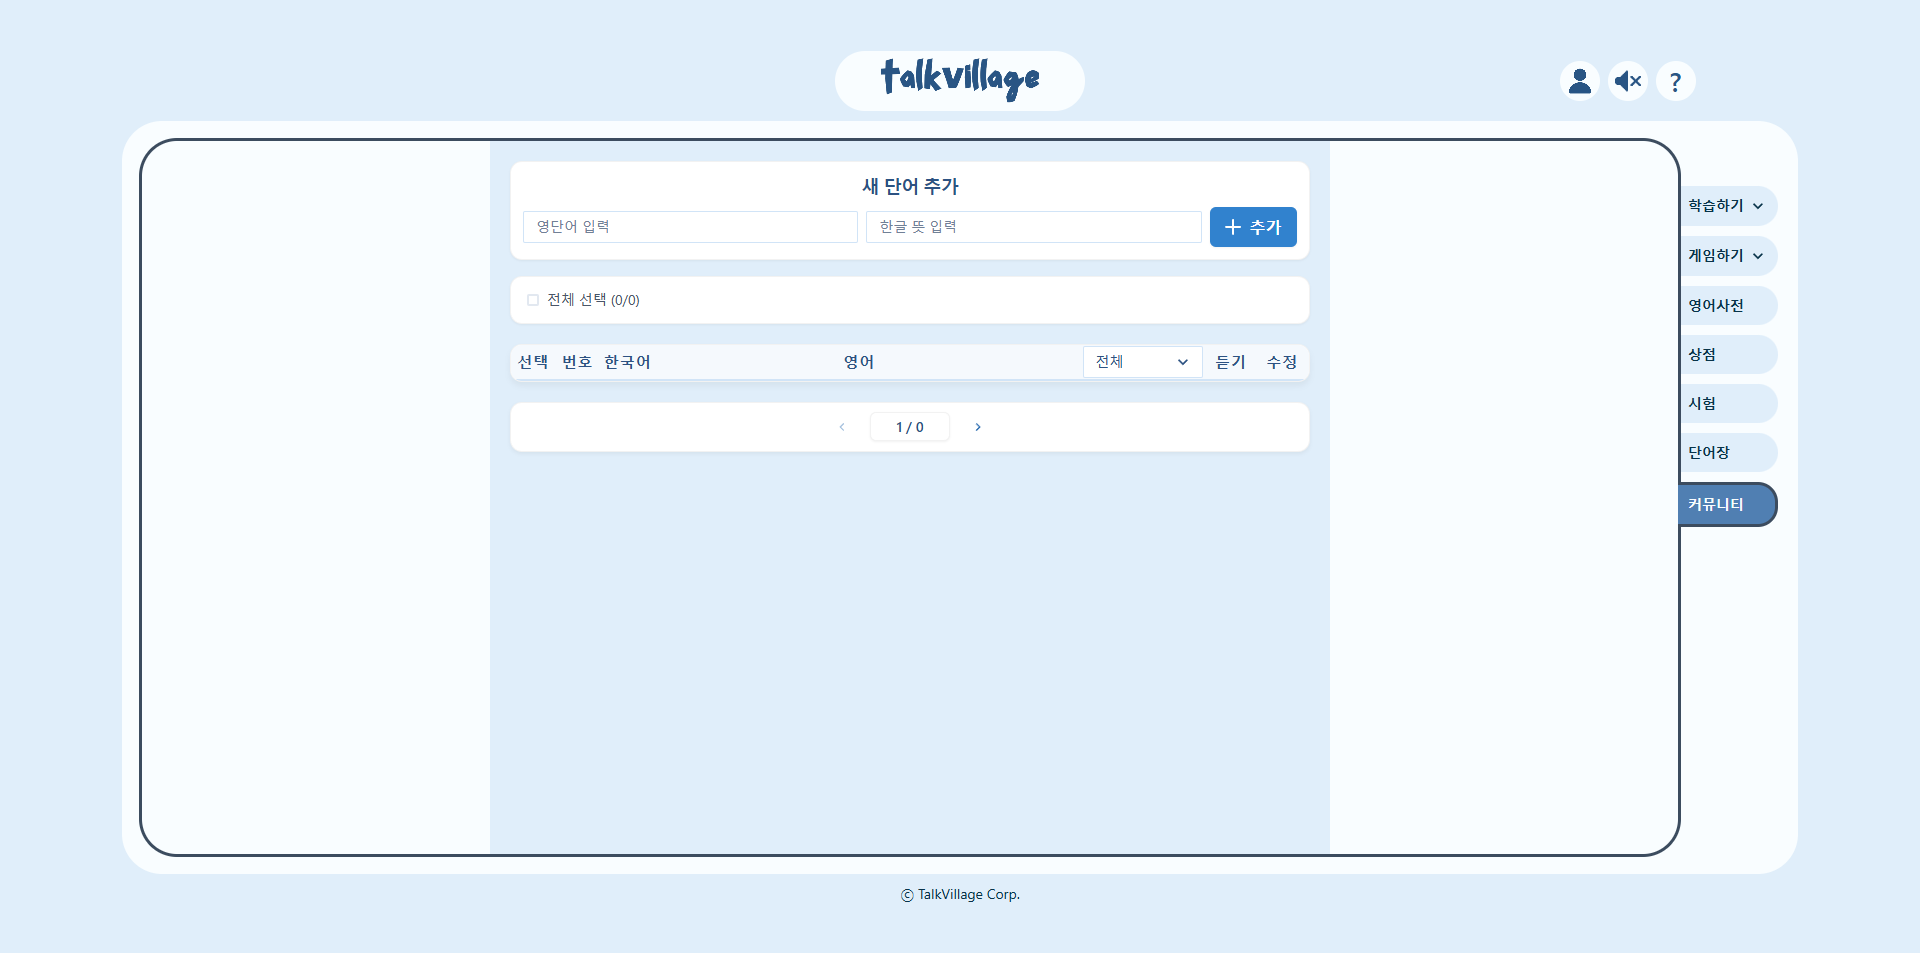 talkvillage
?
새 단어 추가
영단어 입력
한글 뜻 입력
추가
전체 선택 (0/0)
선택 번호 한국어 영어 전체 듣기 수정
1 / 0
학습하기
게임하기
영어사전
상점
시험
단어장
커뮤니티
ⓒ TalkVillage Corp.